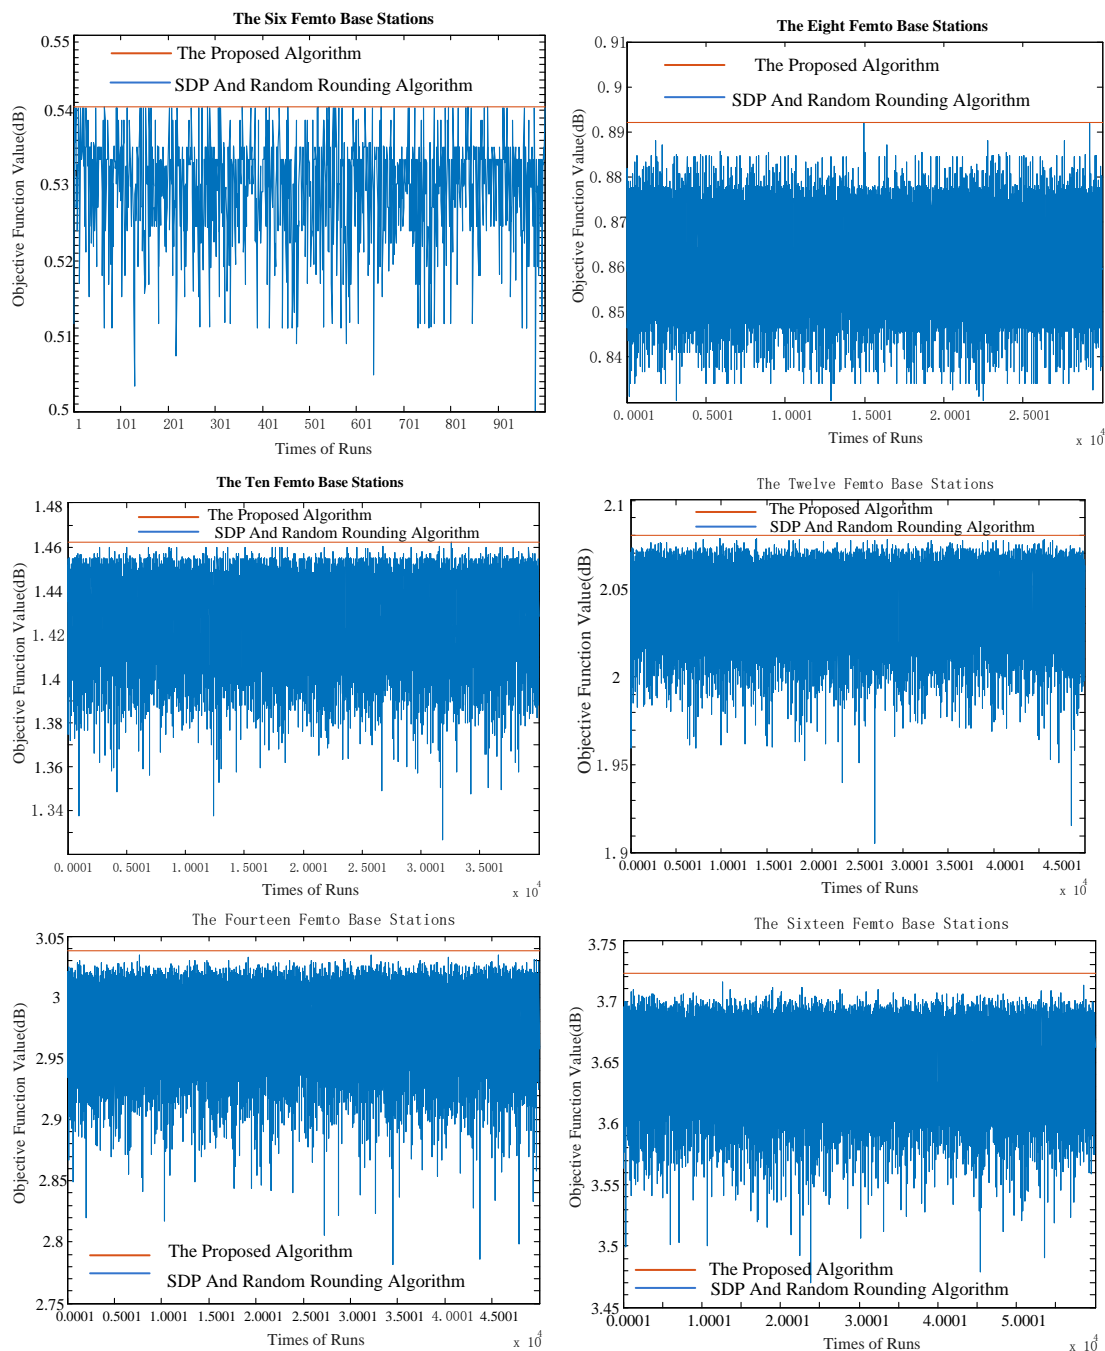 The Six Femto Base Stations
0.55
0.54
0.53
0.52
0.51
0.5
Objective Function Value(dB)
The Proposed Algorithm
SDP And Random Rounding Algorithm
1 101 201 301 401 501 601 701 801 901
Times of Runs
The Eight Femto Base Stations
0.91
0.9
0.89
0.88
0.87
0.86
0.85
0.84
Objective Function Value(dB)
The Proposed Algorithm
SDP And Random Rounding Algorithm
0.0001 0.5001 1.0001 1.5001 2.0001 2.5001
x 10^4
Times of Runs
The Ten Femto Base Stations
1.48
1.46
1.44
1.42
1.4
1.38
1.36
1.34
Objective Function Value(dB)
The Proposed Algorithm
SDP And Random Rounding Algorithm
0.0001 0.5001 1.0001 1.5001 2.0001 2.5001 3.0001 3.5001
Times of Runs
x 10^4
The Twelve Femto Base Stations
2.1
2.05
2
1.95
1.9
Objective Function Value(dB)
The Proposed Algorithm
SDP And Random Rounding Algorithm
0.0001 0.5001 1.0001 1.5001 2.0001 2.5001 3.0001 3.5001 4.0001 4.5001
Times of Runs
x 10^4
The Fourteen Femto Base Stations
3.05
3
2.95
2.9
2.85
2.8
2.75
Objective Function Value(dB)
The Proposed Algorithm
SDP And Random Rounding Algorithm
0.0001 0.5001 1.0001 1.5001 2.0001 2.5001 3.0001 3.5001 4.0001 4.5001
Times of Runs
x 10^4
The Sixteen Femto Base Stations
3.75
3.7
3.65
3.6
3.55
3.5
3.45
Objective Function Value(dB)
The Proposed Algorithm
SDP And Random Rounding Algorithm
0.0001 1.0001 2.0001 3.0001 4.0001 5.0001
Times of Runs
x 10^4